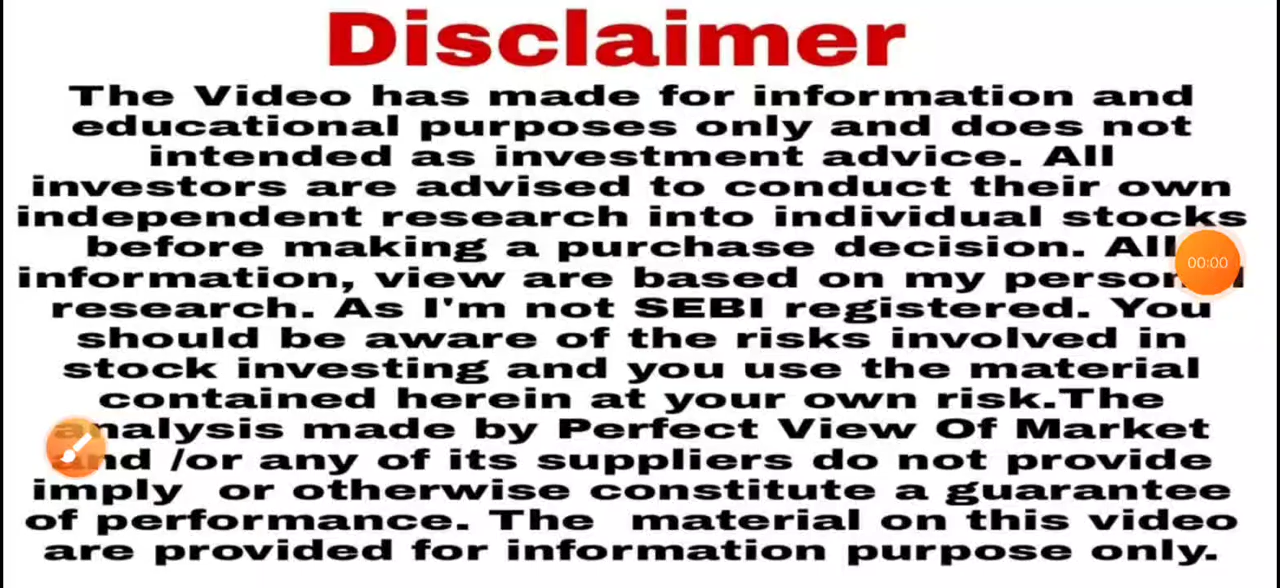 Disclaimer
The Video has made for information and
educational purposes only and does not
intended as investment advice. All
investors are advised to conduct their own
independent research into individual stocks
before making a purchase decision. All
information, view are based on my personal
research. As I'm not SEBI registered. You
should be aware of the risks involved in
stock investing and you use the material
contained herein at your own risk.The
analysis made by Perfect View Of Market
and /or any of its suppliers do not provide
imply or otherwise constitute a guarantee
of performance. The material on this video
are provided for information purpose only.
00:00